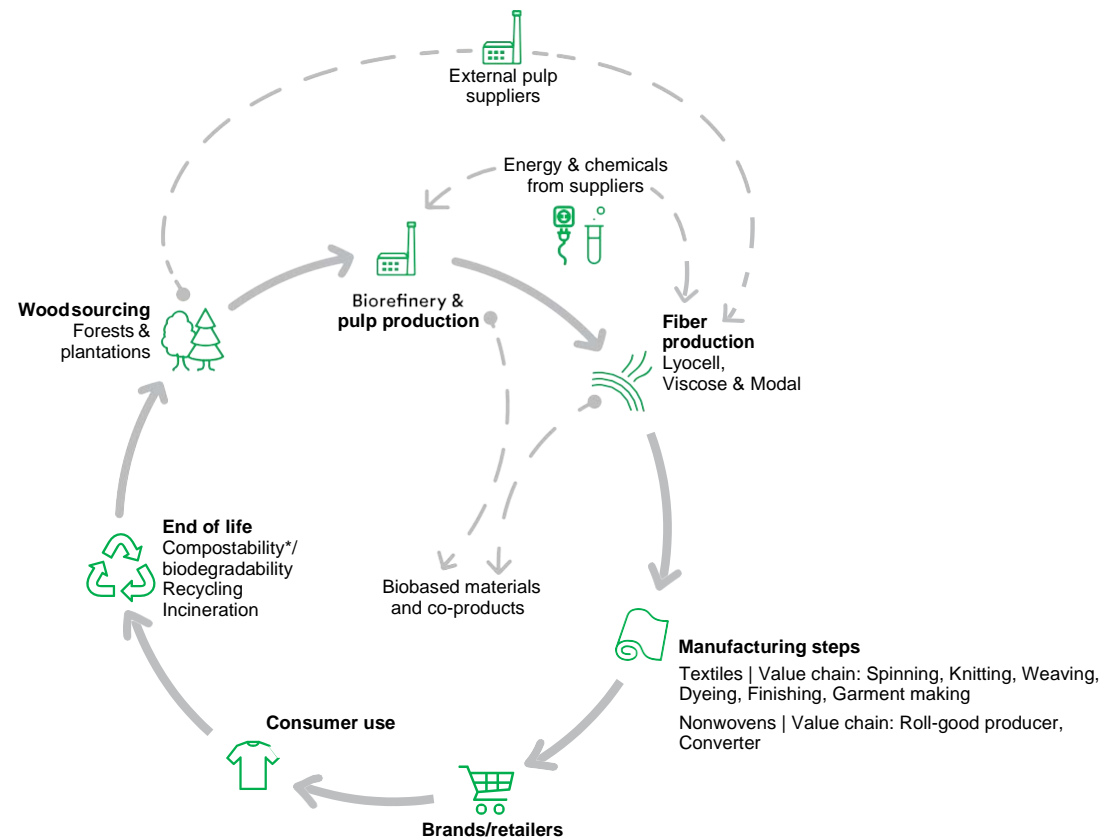 External pulp
suppliers
Energy & chemicals
from suppliers
Biorefinery &
pulp production
Woodsourcing
Forests &
plantations
Fiber
production
Lyocell,
Viscose & Modal
End of life
Compostability*/
biodegradability
Recycling
Incineration
Biobased materials
and co-products
Manufacturing steps
Textiles | Value chain: Spinning, Knitting, Weaving,
Dyeing, Finishing, Garment making
Nonwovens | Value chain: Roll-good producer,
Converter
Consumer use
Brands/retailers